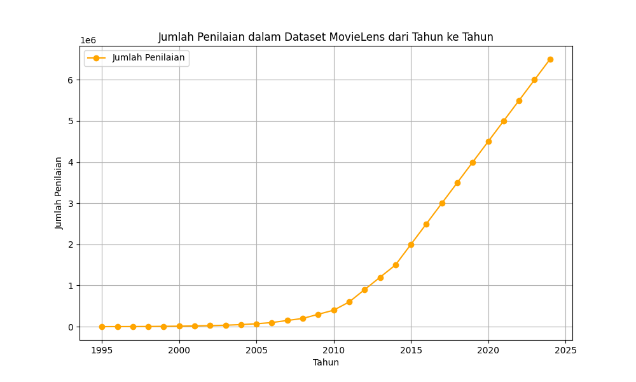 Jumlah Penilaian dalam Dataset MovieLens dari Tahun ke Tahun
1e6
Jumlah Penilaian
6
5
4
3
2
1
0
Jumlah Penilaian
1995 2000 2005 2010 2015 2020 2025
Tahun